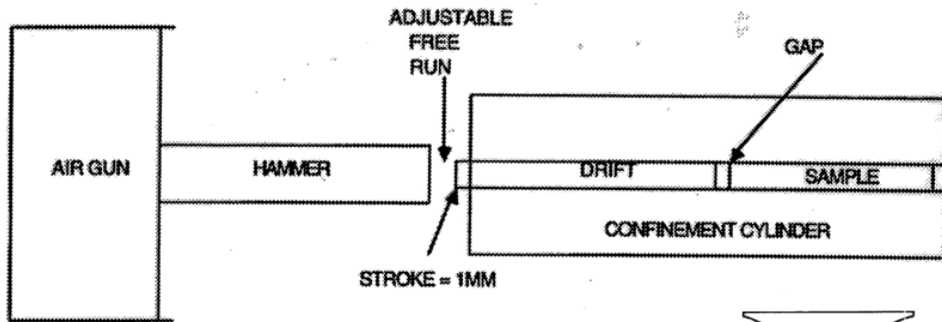 ADJUSTABLE
FREE
RUN
GAP
AIR GUN
HAMMER
DRIFT
SAMPLE
CONFINEMENT CYLINDER
STROKE = 1MM